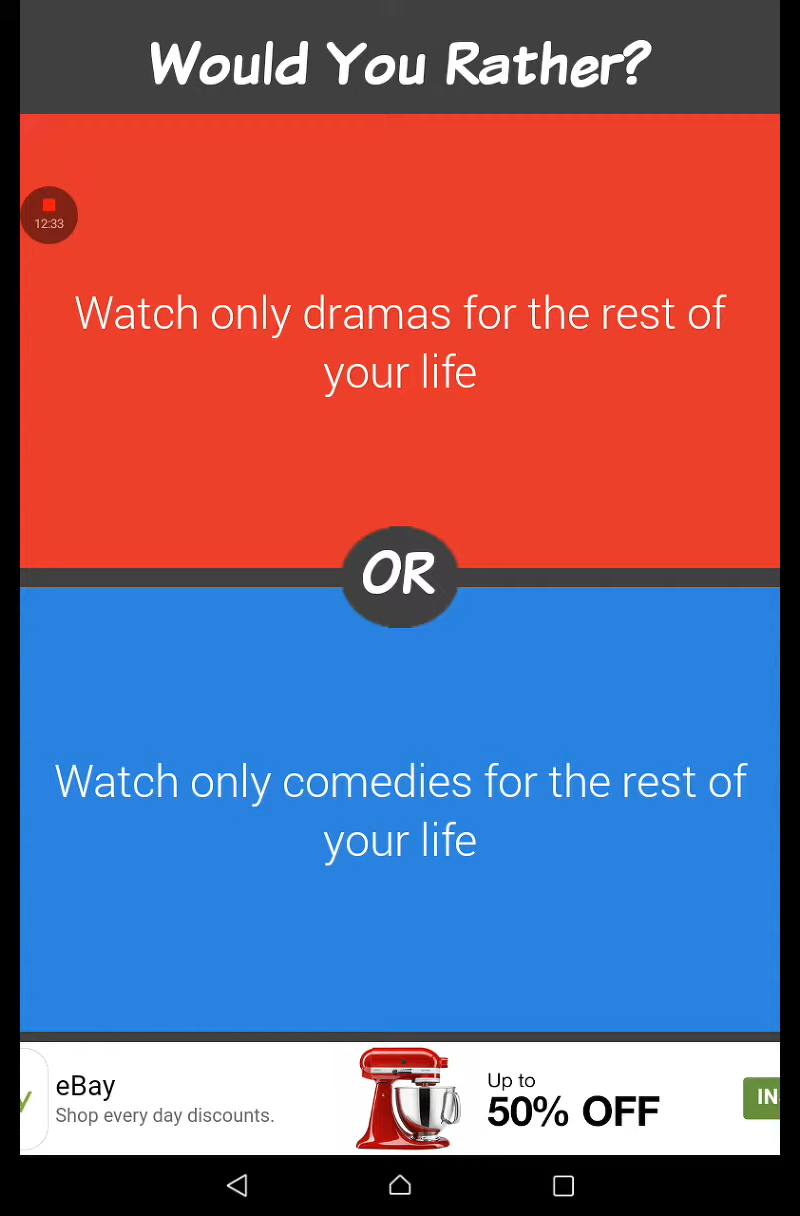 Would You Rather?
12:33
Watch only dramas for the rest of
your life
OR
Watch only comedies for the rest of
your life
eBay
Shop every day discounts.
Up to
50% OFF
IN